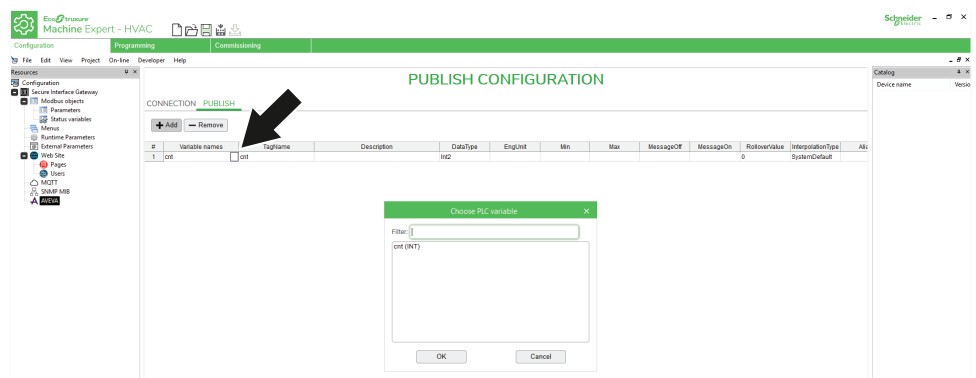 EcoStruxure
Machine Expert - HVAC
Schneider
Electric
Configuration Programming Commissioning
File Edit View Project On-line Developer Help
Resources
Configuration
Secure Interface Gateway
Modbus objects
Parameters
Status variables
Menus
Runtime Parameters
External Parameters
Web Site
Pages
Users
MQTT
SNMP MIB
AVEVA
PUBLISH CONFIGURATION
CONNECTION PUBLISH
Add Remove
# Variable names TagName Description DataType EngUnit Min Max MessageOff MessageOn RolloverValue InterpolationType Alia
1 cnt cnt Int2 0 SystemDefault
Choose PLC variable
Filter:
cnt (INT)
OK Cancel
Catalog
Device name Versio